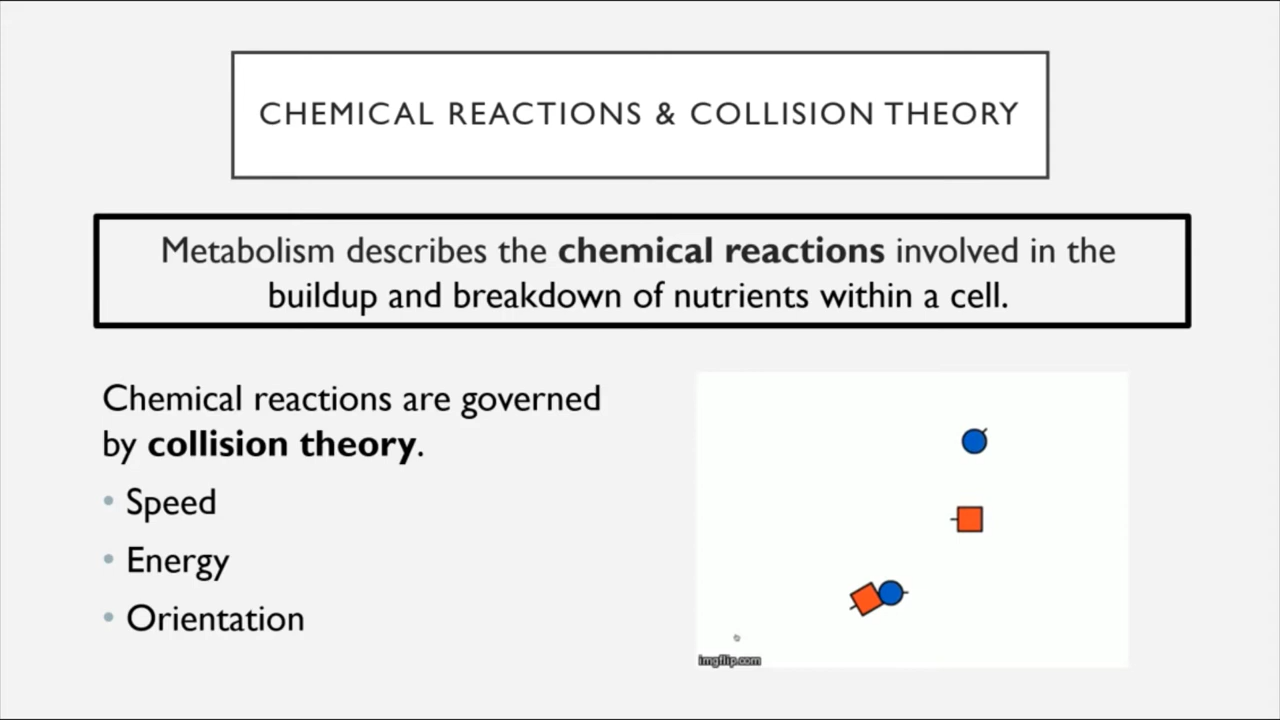 CHEMICAL REACTIONS & COLLISION THEORY
Metabolism describes the chemical reactions involved in the
buildup and breakdown of nutrients within a cell.
Chemical reactions are governed
by collision theory.
• Speed
• Energy
• Orientation
imgflip.com